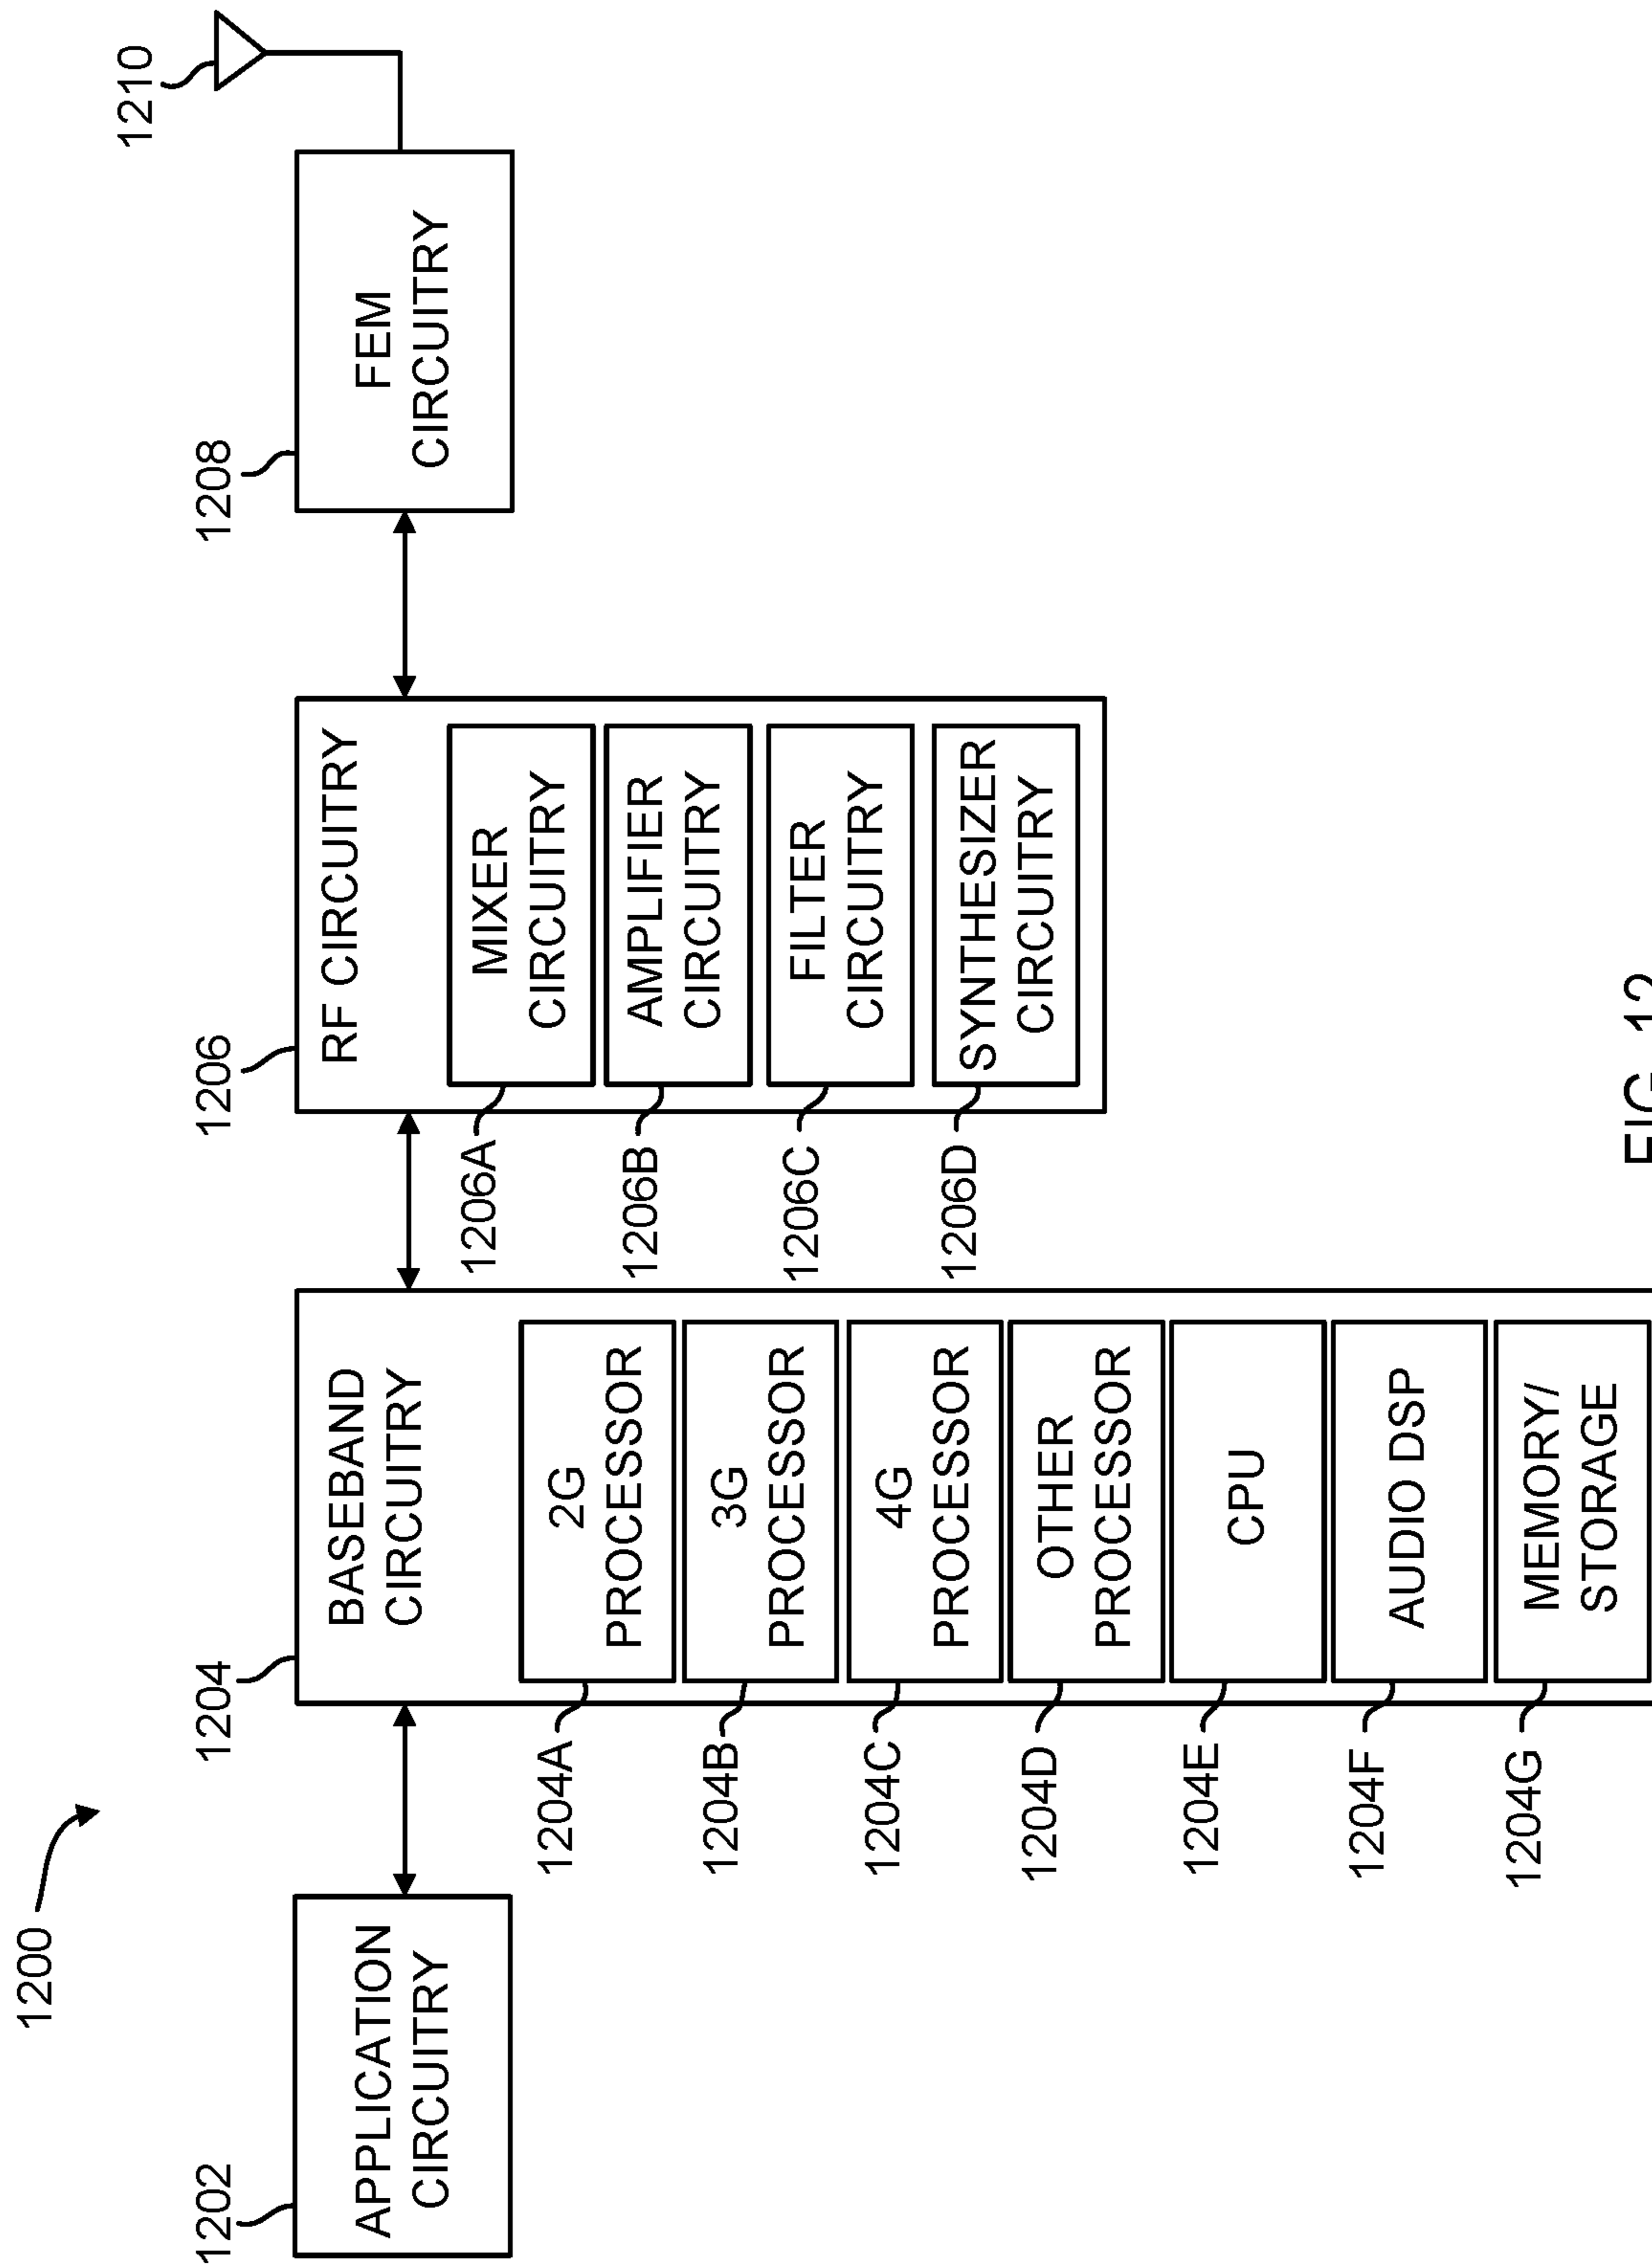 1200
1202
APPLICATION
CIRCUITRY
1204
BASEBAND
CIRCUITRY
1204A
2G
PROCESSOR
1204B
3G
PROCESSOR
1204C
4G
PROCESSOR
1204D
OTHER
PROCESSOR
1204E
CPU
1204F
AUDIO DSP
1204G
MEMORY/
STORAGE
1206
RF CIRCUITRY
1206A
MIXER
CIRCUITRY
1206B
AMPLIFIER
CIRCUITRY
1206C
FILTER
CIRCUITRY
1206D
SYNTHESIZER
CIRCUITRY
1208
FEM
CIRCUITRY
1210
FIG. 12